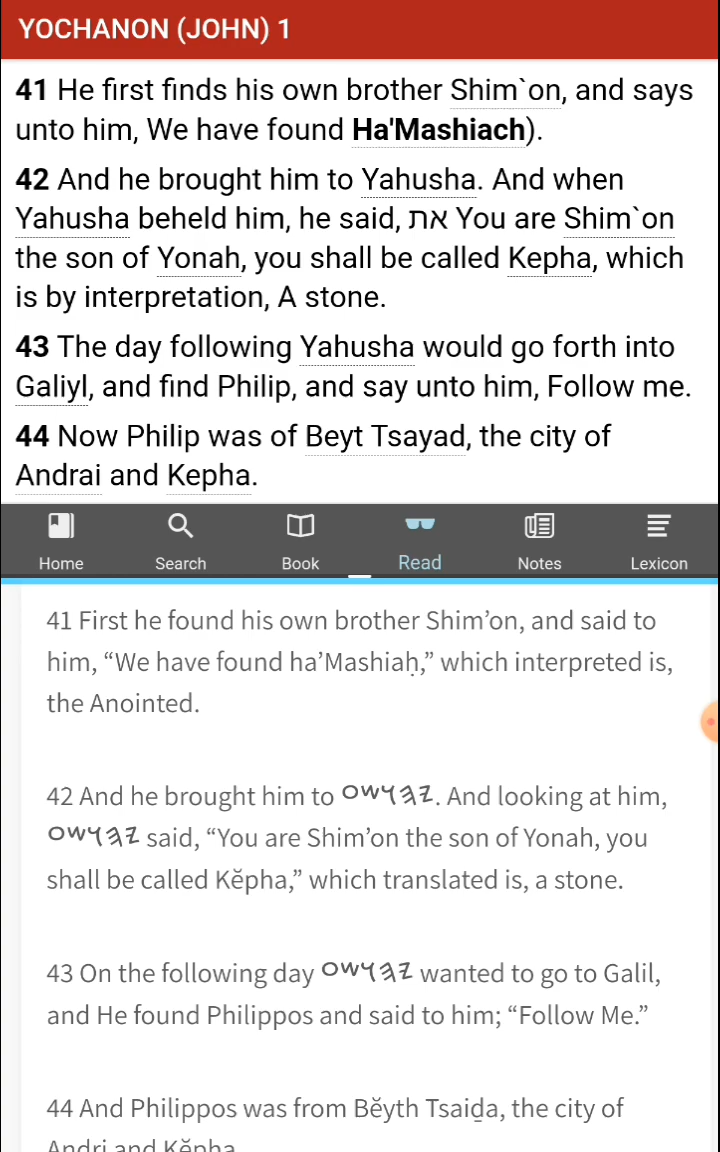 YOCHANON (JOHN) 1
41 He first finds his own brother Shim`on, and says
unto him, We have found Ha'Mashiach).
42 And he brought him to Yahusha. And when
Yahusha beheld him, he said, את You are Shim`on
the son of Yonah, you shall be called Kepha, which
is by interpretation, A stone.
43 The day following Yahusha would go forth into
Galiyl, and find Philip, and say unto him, Follow me.
44 Now Philip was of Beyt Tsayad, the city of
Andrai and Kepha.
Home Search Book Read Notes Lexicon
41 First he found his own brother Shim’on, and said to
him, “We have found ha’Mashiaḥ,” which interpreted is,
the Anointed.
42 And he brought him to 𐤉𐤄𐤅𐤔𐤏. And looking at him,
𐤉𐤄𐤅𐤔𐤏 said, “You are Shim’on the son of Yonah, you
shall be called Kĕpha,” which translated is, a stone.
43 On the following day 𐤉𐤄𐤅𐤔𐤏 wanted to go to Galil,
and He found Philippos and said to him; “Follow Me.”
44 And Philippos was from Bĕyth Tsaiḏa, the city of
Andri and Kĕpha